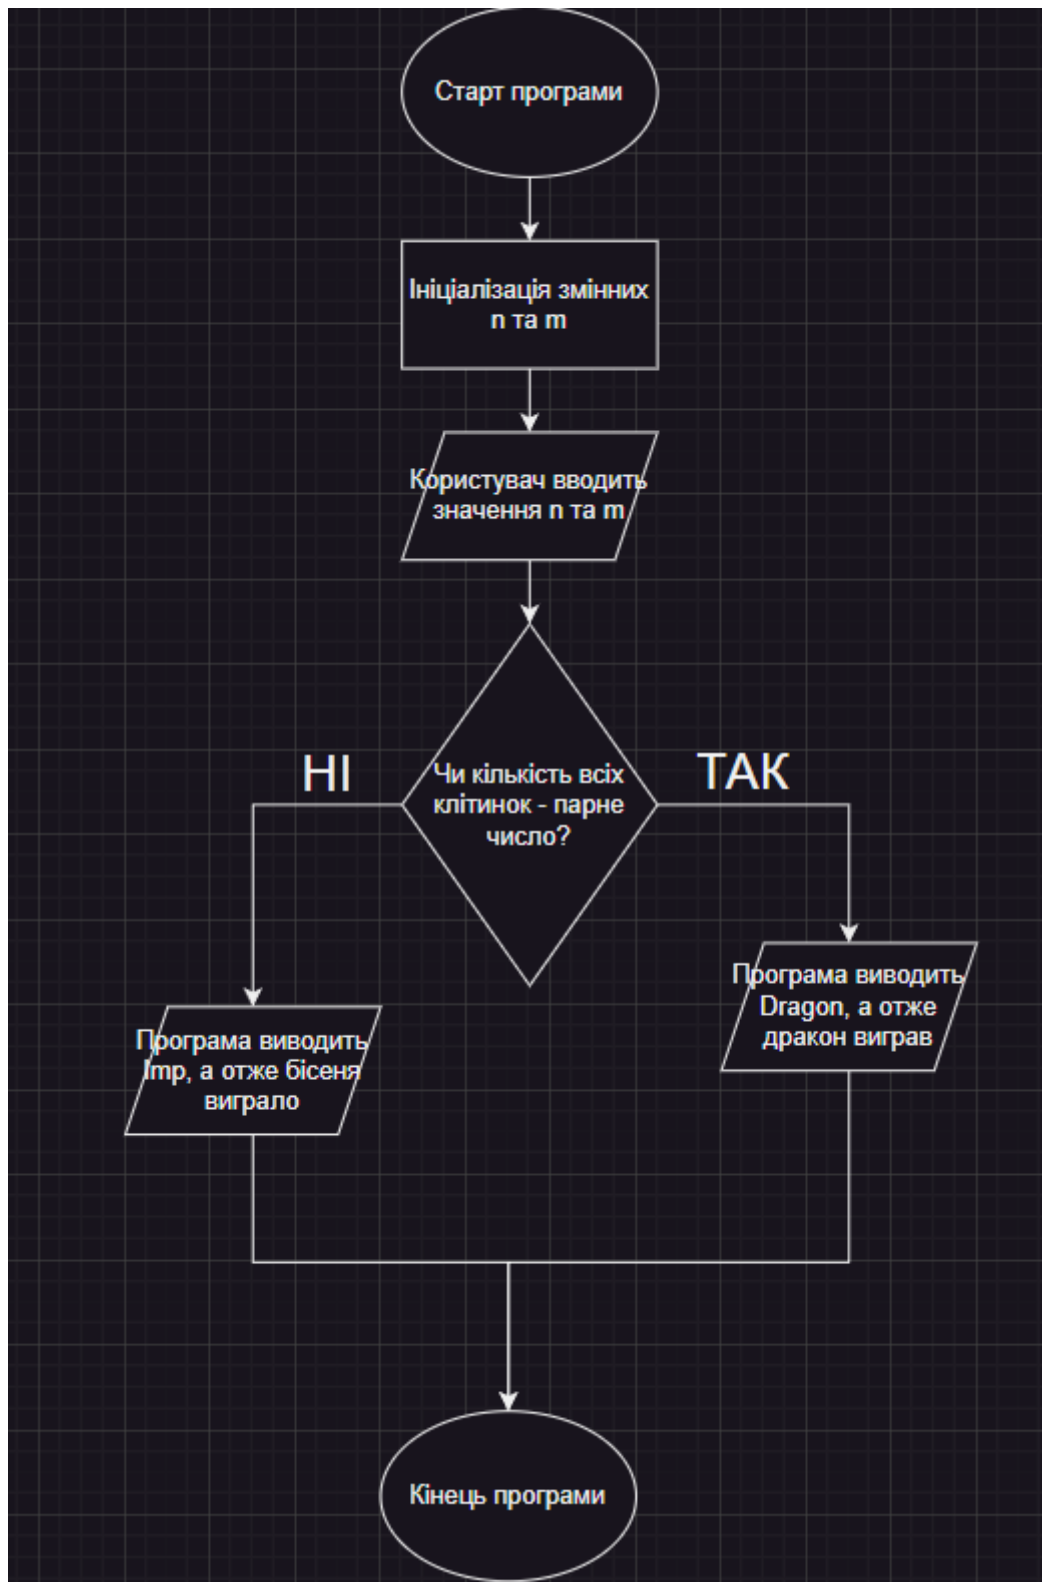 Старт програми
Ініціалізація змінних
n та m
Користувач вводить
значення n та m
НІ
ТАК
Чи кількість всіх
клітинок - парне
число?
Програма виводить
Dragon, а отже
дракон виграв
Програма виводить
Imp, а отже бісеня
виграло
Кінець програми